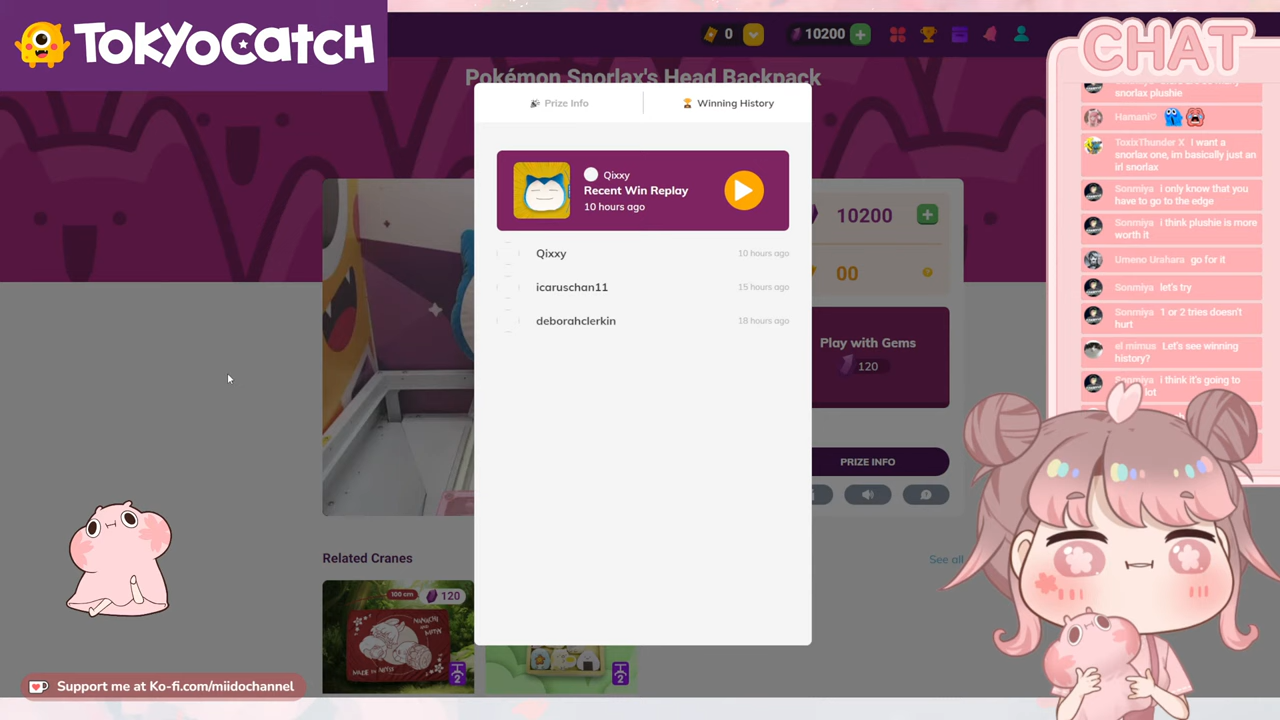 TOKYOCATCH
0
10200
Pokémon Snorlax's Head Backpack
CHAT
Prize Info
Winning History
Qixxy
Recent Win Replay
10 hours ago
Qixxy
10 hours ago
icaruschan11
15 hours ago
deborahclerkin
18 hours ago
10200
00
Play with Gems
120
PRIZE INFO
Related Cranes
See all
100 cm
120
2
2
snorlax plushie
Hamani♡
ToxixThunder X I want a
snorlax one, im basically just an
irl snorlax
Sonmiya i only know that you
have to go to the edge
Sonmiya i think plushie is more
worth it
Umeno Urahara go for it
Sonmiya let's try
Sonmiya 1 or 2 tries doesn't
hurt
el mimus Let's see winning
history?
Sonmiya i think it's going to
lot
Support me at Ko-fi.com/miidochannel